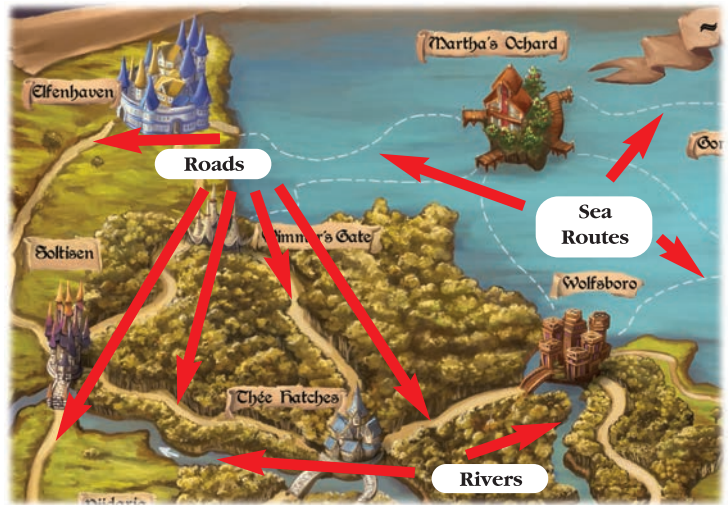 ~
Martha's Ochard
Elfenhaven
Roads
Sea
Routes
Soltisen
Wolfsboro
Thée Hatches
Rivers